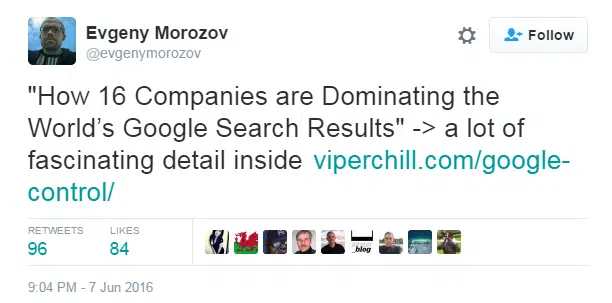 Evgeny Morozov
@evgenymorozov
Follow
"How 16 Companies are Dominating the
World’s Google Search Results" -> a lot of
fascinating detail inside viperchill.com/google-
control/
RETWEETS LIKES
96 84
_blog
9:04 PM - 7 Jun 2016